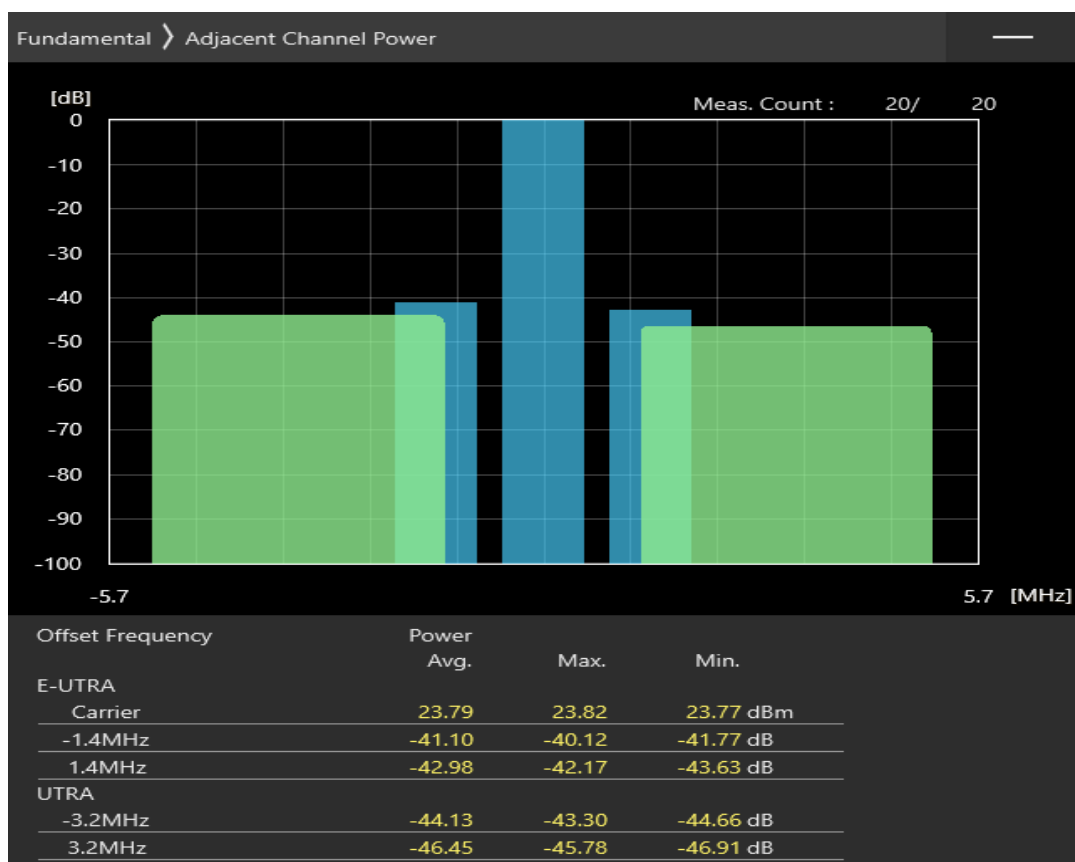 Fundamental 〉 Adjacent Channel Power
[dB]
Meas. Count : 20/ 20
0
-10
-20
-30
-40
-50
-60
-70
-80
-90
-100
-5.7 5.7 [MHz]
Offset Frequency Power
Avg. Max. Min.
E-UTRA
Carrier 23.79 23.82 23.77 dBm
-1.4MHz -41.10 -40.12 -41.77 dB
1.4MHz -42.98 -42.17 -43.63 dB
UTRA
-3.2MHz -44.13 -43.30 -44.66 dB
3.2MHz -46.45 -45.78 -46.91 dB